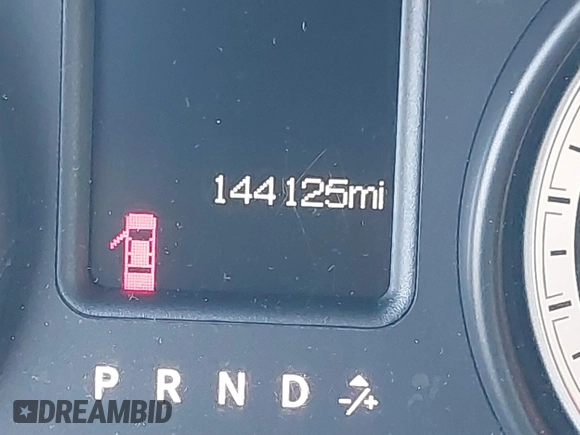 144125mi
P R N D -/+
DREAMBID